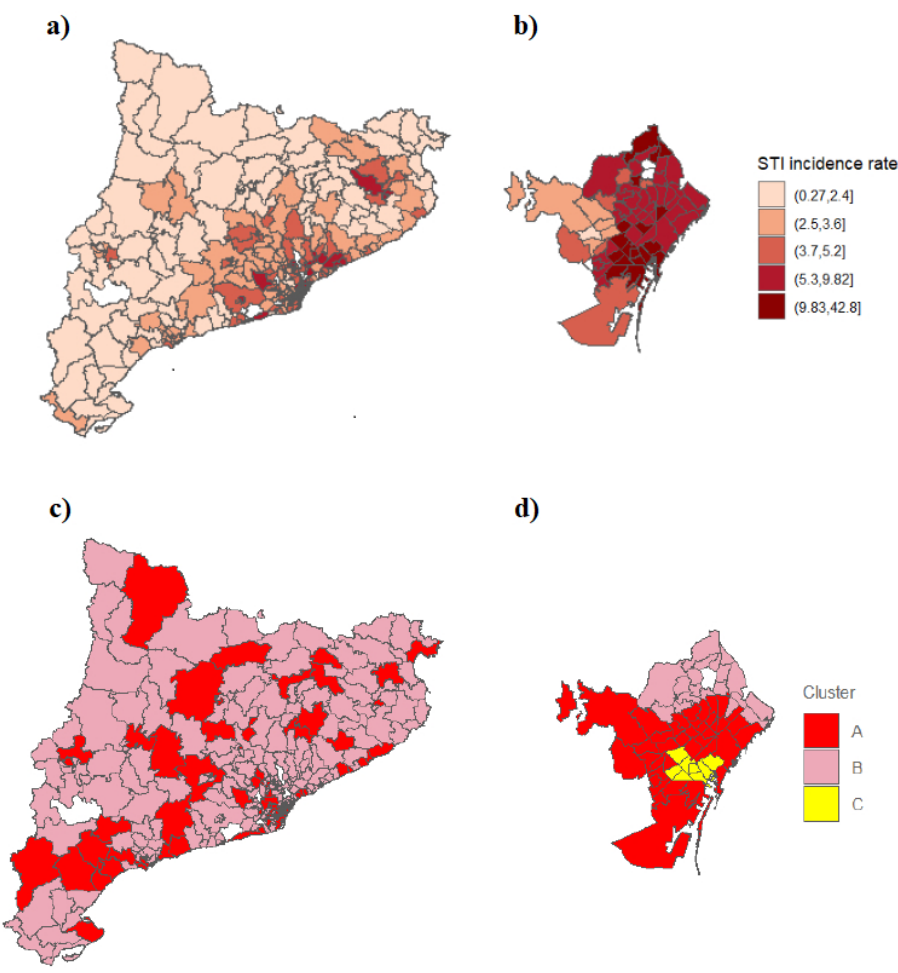 a)
b)
STI incidence rate
(0.27,2.4]
(2.5,3.6]
(3.7,5.2]
(5.3,9.82]
(9.83,42.8]
c)
d)
Cluster
A
B
C